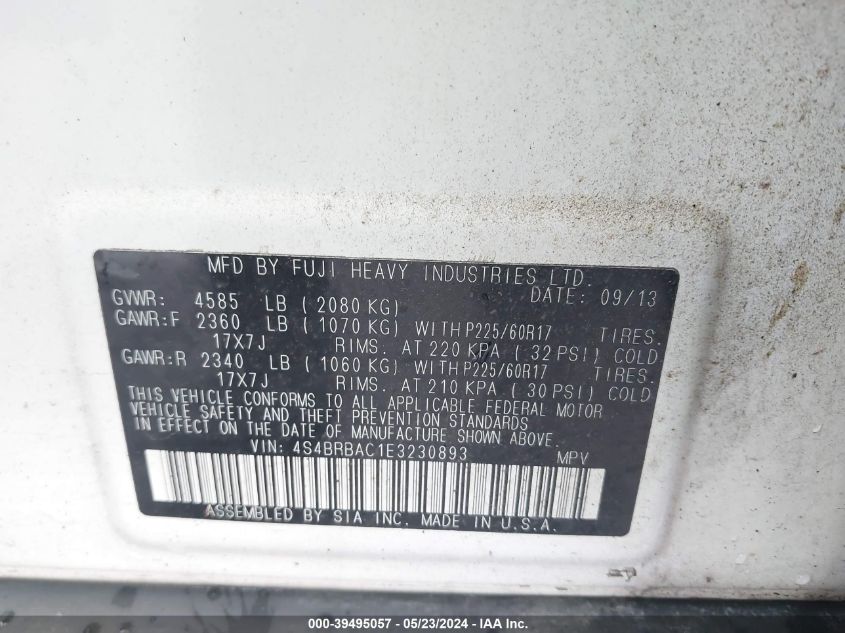 MFD BY FUJI HEAVY INDUSTRIES LTD.
DATE: 09/13
GVWR: 4585 LB ( 2080 KG)
GAWR:F 2360 LB ( 1070 KG) WITH P225/60R17 TIRES.
17X7J RIMS. AT 220 KPA ( 32 PSI) COLD
GAWR:R 2340 LB ( 1060 KG) WITH P225/60R17 TIRES.
17X7J RIMS. AT 210 KPA ( 30 PSI) COLD
THIS VEHICLE CONFORMS TO ALL APPLICABLE FEDERAL MOTOR
VEHICLE SAFETY AND THEFT PREVENTION STANDARDS
IN EFFECT ON THE DATE OF MANUFACTURE SHOWN ABOVE.
VIN: 4S4BRBAC1E3230893 MPV
ASSEMBLED BY SIA INC. MADE IN U.S.A.
000-39495057 / 05/23/2024 - IAA Inc.